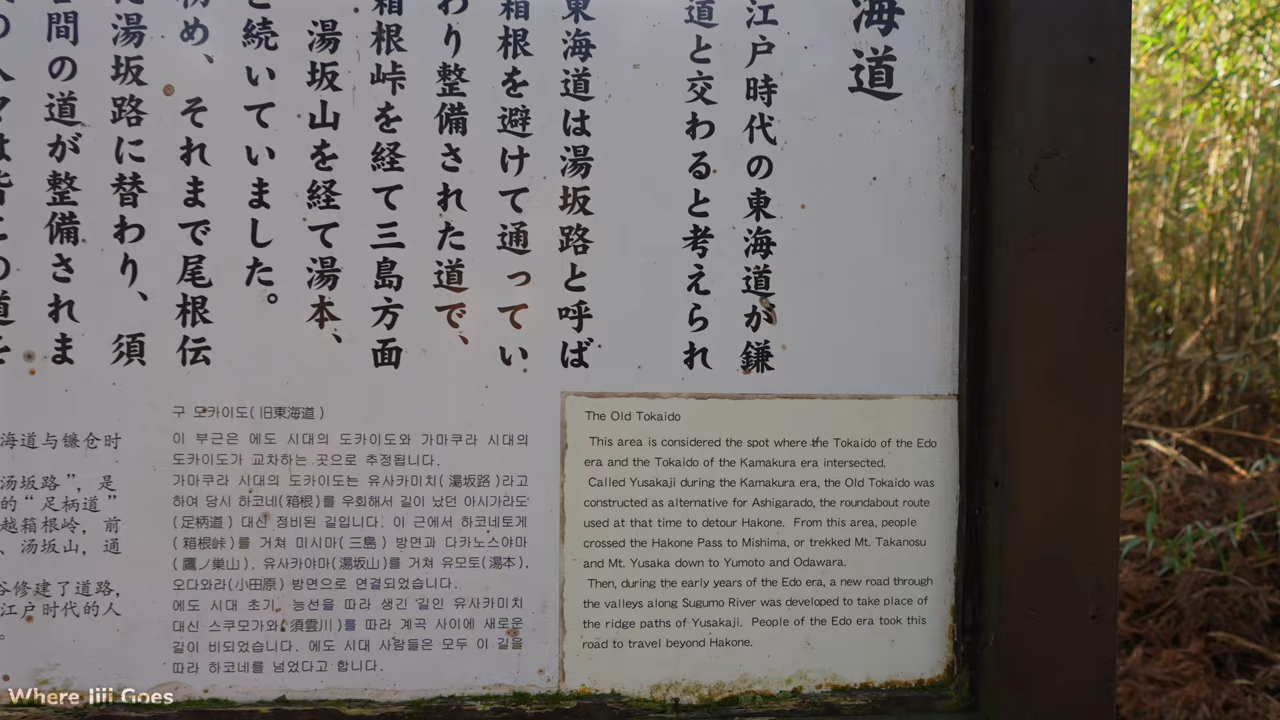 海道
江戸時代の東海道が鎌
道と交わると考えられ
東海道は湯坂路と呼ば
箱根を避けて通ってい
わり整備された道で、
箱根峠を経て三島方面
湯坂山を経て湯本、
と続いていました。
め、それまで尾根伝
湯坂路に替わり、須
間の道が整備されま
海道与镰仓时
汤坂路”，是
的“足柄道”
越箱根岭，前
、汤坂山，通
谷修建了道路，
江户时代的人
。
구 도카이도(旧東海道)
이 부근은 에도 시대의 도카이도와 가마쿠라 시대의
도카이도가 교차하는 곳으로 추정됩니다.
가마쿠라 시대의 도카이도는 유사카미치(湯坂路)라고
하여 당시 하코네(箱根)를 우회해서 길이 났던 아시가라도
(足柄道) 대신 정비된 길입니다. 이 근에서 하코네토게
(箱根峠)를 거쳐 미시마(三島) 방면과 다카노스야마
(鷹ノ巣山), 유사카야마(湯坂山)를 거쳐 유모토(湯本),
오다와라(小田原) 방면으로 연결되었습니다.
에도 시대 초기, 능선을 따라 생긴 길인 유사카미치
대신 스쿠모가와(須雲川)를 따라 계곡 사이에 새로운
길이 비되었습니다. 에도 시대 사람들은 모두 이 길을
따라 하코네를 넘었다고 합니다.
The Old Tokaido
This area is considered the spot where the Tokaido of the Edo
era and the Tokaido of the Kamakura era intersected.
Called Yusakaji during the Kamakura era, the Old Tokaido was
constructed as alternative for Ashigarado, the roundabout route
used at that time to detour Hakone. From this area, people
crossed the Hakone Pass to Mishima, or trekked Mt. Takanosu
and Mt. Yusaka down to Yumoto and Odawara.
Then, during the early years of the Edo era, a new road through
the valleys along Sugumo River was developed to take place of
the ridge paths of Yusakaji. People of the Edo era took this
road to travel beyond Hakone.
Where Iiii Goes